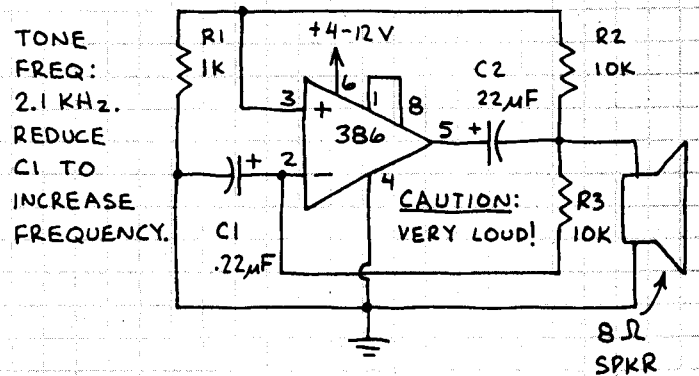 TONE
FREQ:
2.1 KHz.
REDUCE
C1 TO
INCREASE
FREQUENCY.
R1
1K
+4-12 V
6
1
8
3
+
386
2
-
5
4
C2
22µF
+
R2
10K
+
C1
.22µF
CAUTION:
VERY LOUD!
R3
10K
8 Ω
SPKR